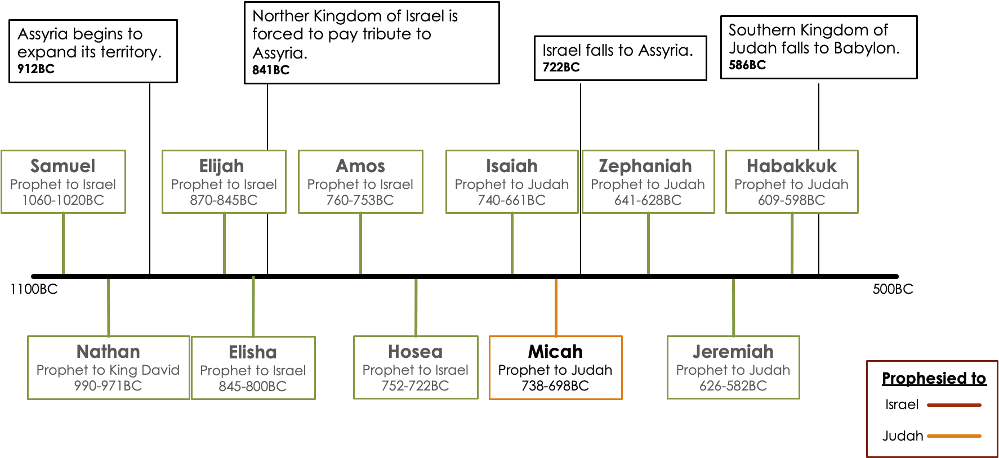 Assyria begins to
expand its territory.
912BC
Norther Kingdom of Israel is
forced to pay tribute to
Assyria.
841BC
Israel falls to Assyria.
722BC
Southern Kingdom of
Judah falls to Babylon.
586BC
Samuel
Prophet to Israel
1060-1020BC
Elijah
Prophet to Israel
870-845BC
Amos
Prophet to Israel
760-753BC
Isaiah
Prophet to Judah
740-661BC
Zephaniah
Prophet to Judah
641-628BC
Habakkuk
Prophet to Judah
609-598BC
1100BC
500BC
Nathan
Prophet to King David
990-971BC
Elisha
Prophet to Israel
845-800BC
Hosea
Prophet to Israel
752-722BC
Micah
Prophet to Judah
738-698BC
Jeremiah
Prophet to Judah
626-582BC
Prophesied to
Israel
Judah